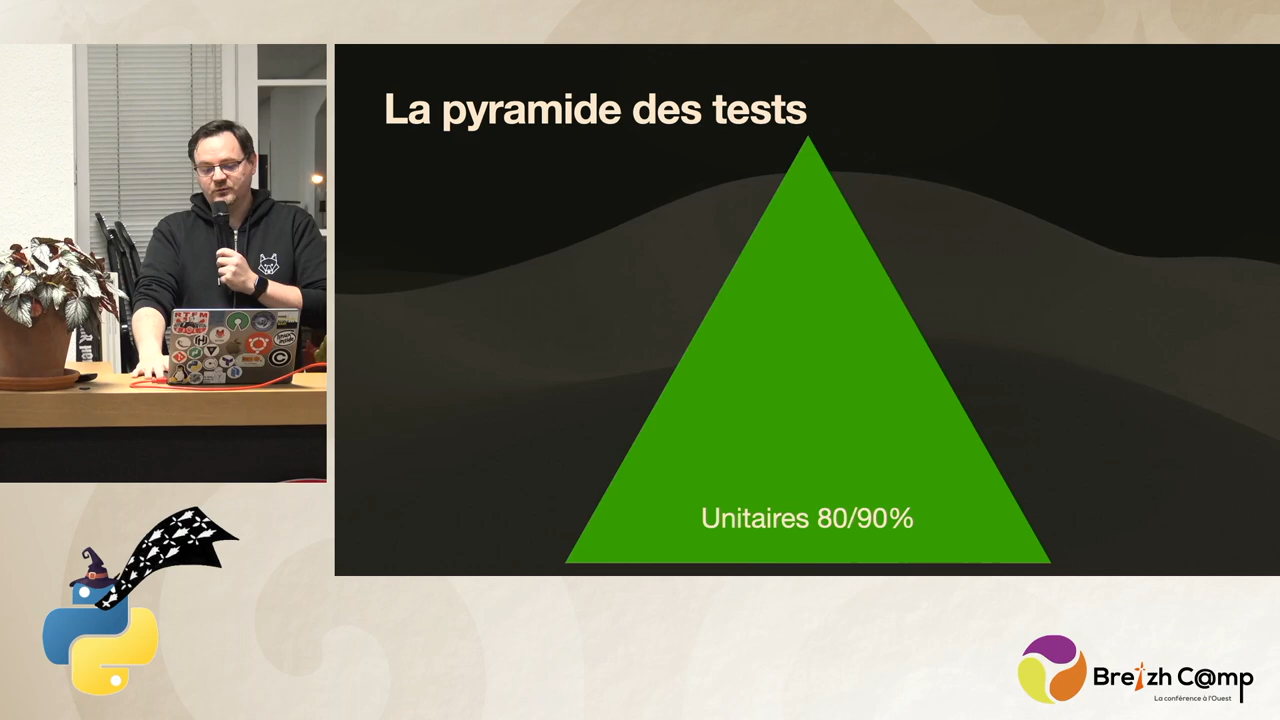 La pyramide des tests
Unitaires 80/90%
Breizh C@mp
La conférence à l'Ouest